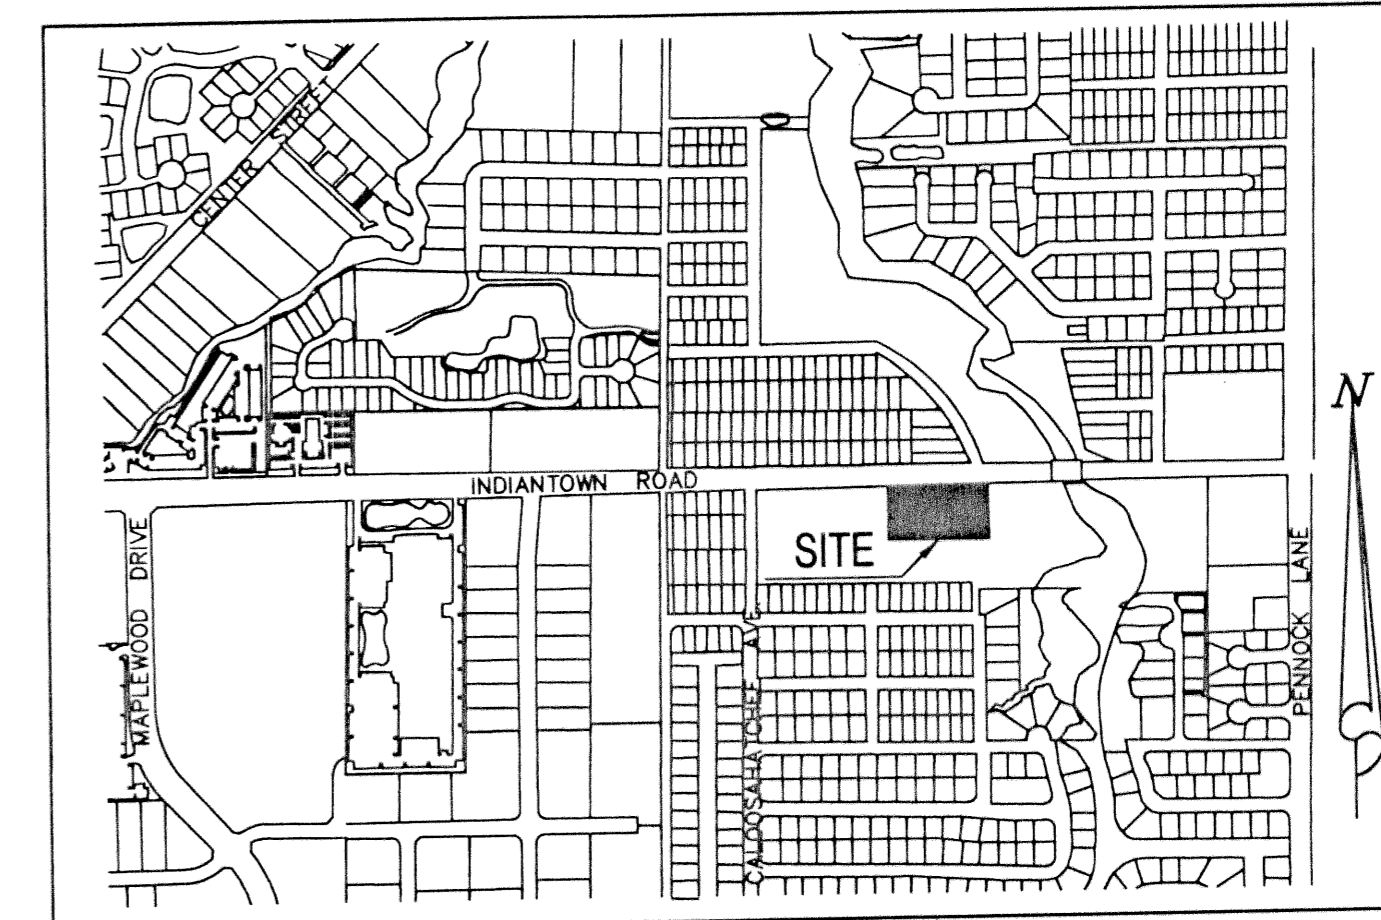 CENTER STREET
N
INDIANTOWN ROAD
SITE
MAPLEWOOD DRIVE
CALOOSAHATCHEE AVE.
PENNOCK LANE